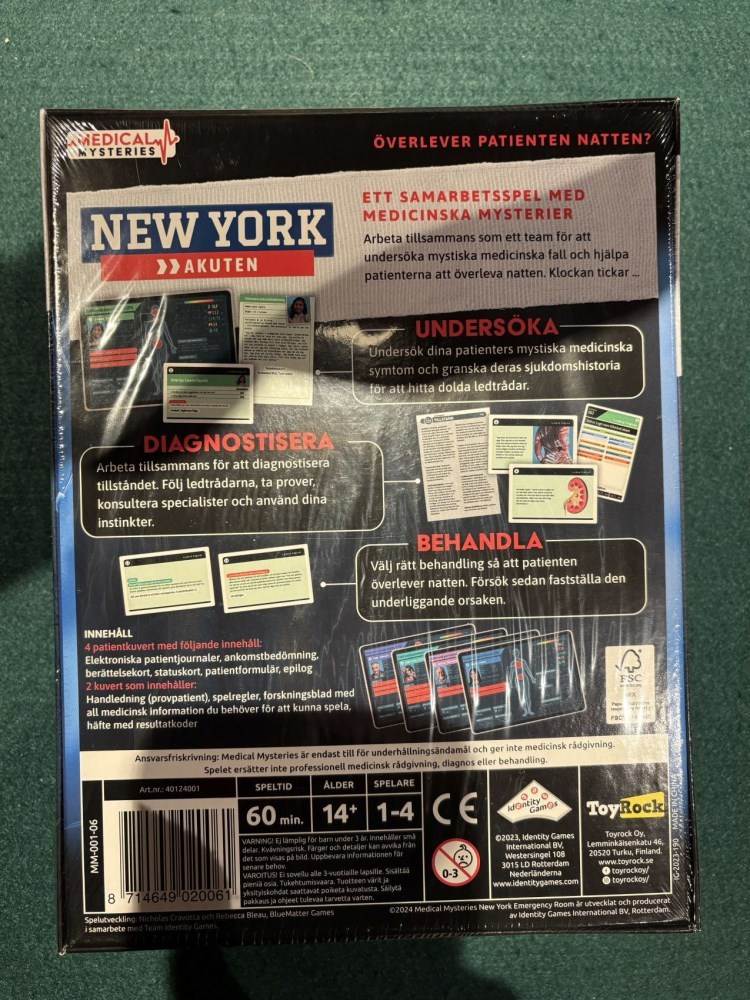 MEDICAL
MYSTERIES
ÖVERLEVER PATIENTEN NATTEN?
NEW YORK
AKUTEN
ETT SAMARBETSSPEL MED
MEDICINSKA MYSTERIER
Arbeta tillsammans som ett team för att
undersöka mystiska medicinska fall och hjälpa
patienterna att överleva natten. Klockan tickar ...
UNDERSÖKA
Undersök dina patienters mystiska medicinska
symtom och granska deras sjukdomshistoria
för att hitta dolda ledtrådar.
DIAGNOSTISERA
Arbeta tillsammans för att diagnostisera
tillståndet. Följ ledtrådarna, ta prover,
konsultera specialister och använd dina
instinkter.
BEHANDLA
Välj rätt behandling så att patienten
överlever natten. Försök sedan fastställa den
underliggande orsaken.
INNEHÅLL
4 patientkuvert med följande innehåll:
Elektroniska patientjournaler, ankomstbedömning,
berättelsekort, statuskort, patientformulär, epilog
2 kuvert som innehåller:
Handledning (provpatient), spelregler, forskningsblad med
all medicinsk information du behöver för att kunna spela,
häfte med resultatkoder
FSC
Ansvarsfriskrivning: Medical Mysteries är endast till för underhållningsändamål och ger inte medicinsk rådgivning.
Spelet ersätter inte professionell medicinsk rådgivning, diagnos eller behandling.
MM-001-06
Art.nr.: 40124001
8 714649 020061
SPELTID
60 min.
ÅLDER
14+
SPELARE
1-4
VARNING! Ej lämplig för barn under 3 år. Innehåller små
delar. Kvävningsrisk. Färger och detaljer kan avvika från
det som visas på bild. Uppbevara informationen för
senare behov.
VAROITUS! Ei sovellu alle 3-vuotiaille lapsille. Sisältää
pieniä osia. Tukehtumisvaara. Tuotteen värit ja
yksityiskohdat saattavat poiketa kuvatusta. Säilytä
pakkaus ja ohjeet tulevaa tarvetta varten.
CE
0-3
Identity
Games
©2023, Identity Games
International BV,
Westersingel 108
3015 LD Rotterdam
Nederländerna
www.identitygames.com
ToyRock
Toyrock Oy,
Lemminkäisenkatu 46,
20520 Turku, Finland.
www.toyrock.se
toyrockoy/
toyrockoy/
IG-2023-190 MADE IN CHINA
Spelutveckling: Nicholas Cravotta och Rebecca Bleau, BlueMatter Games
i samarbete med Team Identity Games.
©2024 Medical Mysteries New York Emergency Room är utvecklat och producerat
av Identity Games International BV, Rotterdam.